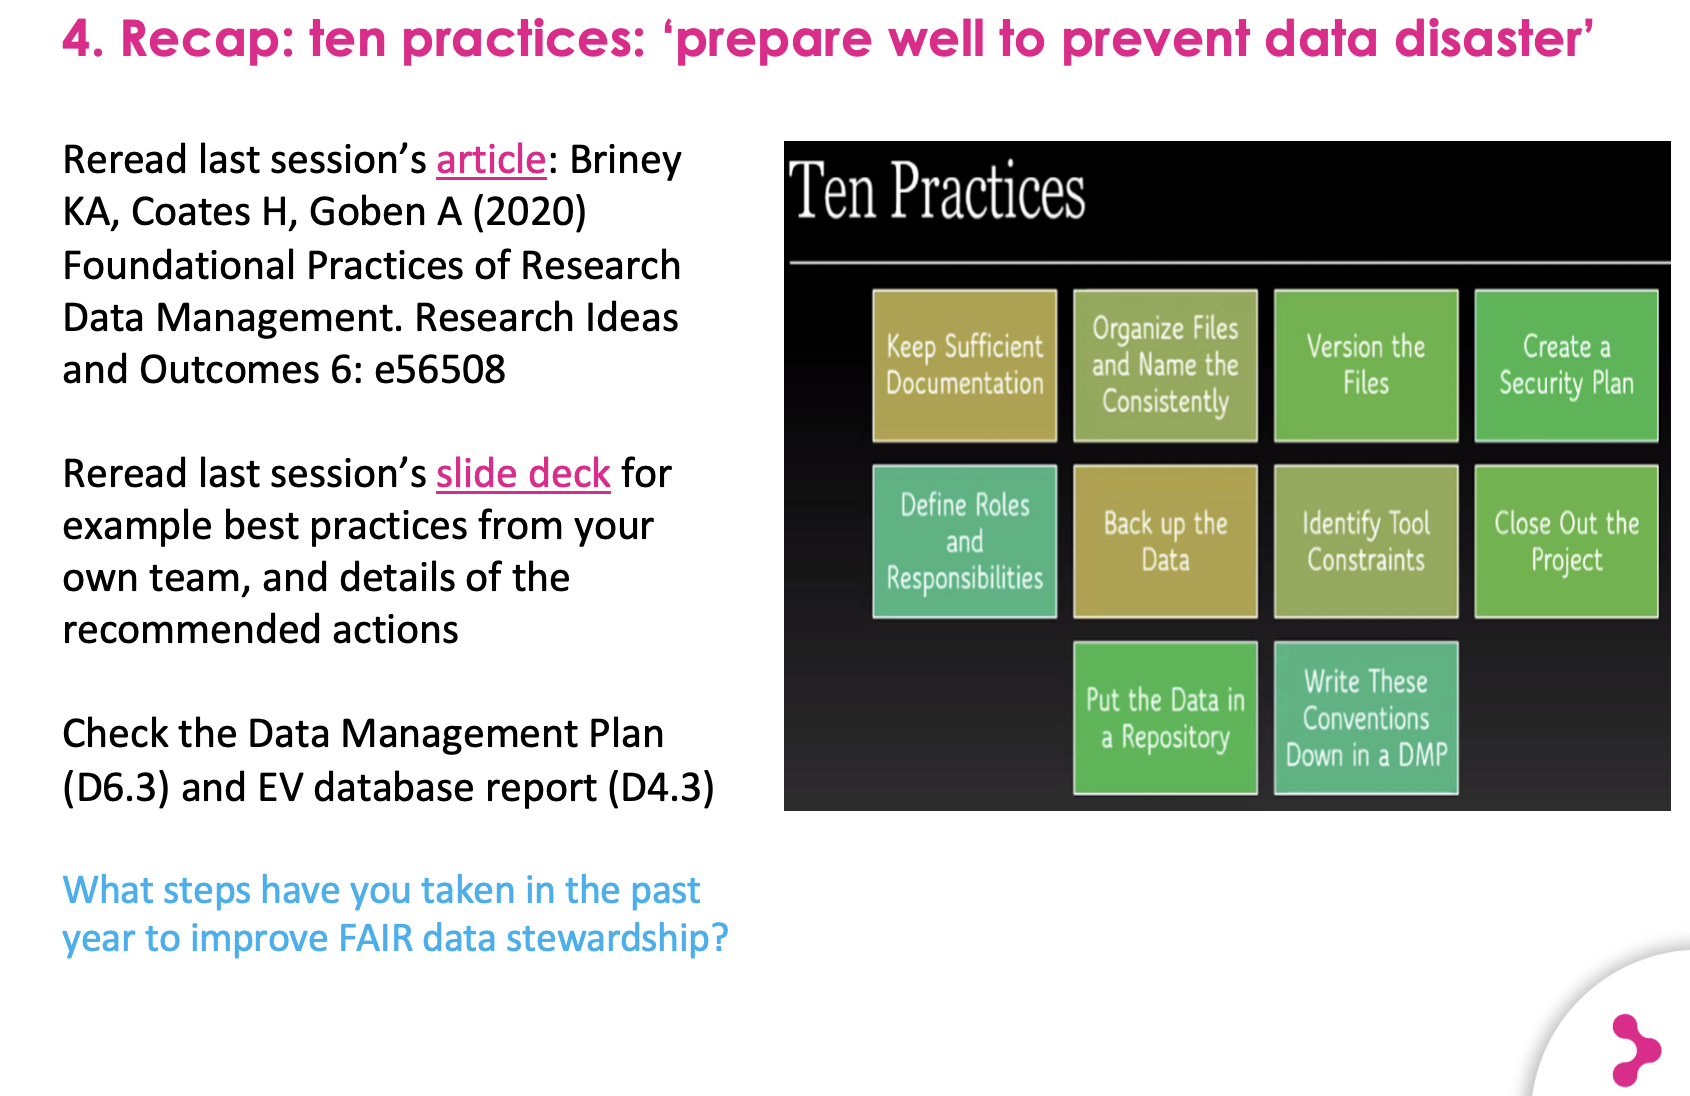 4. Recap: ten practices: ‘prepare well to prevent data disaster’
Reread last session’s article: Briney
KA, Coates H, Goben A (2020)
Foundational Practices of Research
Data Management. Research Ideas
and Outcomes 6: e56508
Reread last session’s slide deck for
example best practices from your
own team, and details of the
recommended actions
Check the Data Management Plan
(D6.3) and EV database report (D4.3)
What steps have you taken in the past
year to improve FAIR data stewardship?
Ten Practices
Keep Sufficient
Documentation
Organize Files
and Name the
Consistently
Version the
Files
Create a
Security Plan
Define Roles
and
Responsibilities
Back up the
Data
Identify Tool
Constraints
Close Out the
Project
Put the Data in
a Repository
Write These
Conventions
Down in a DMP